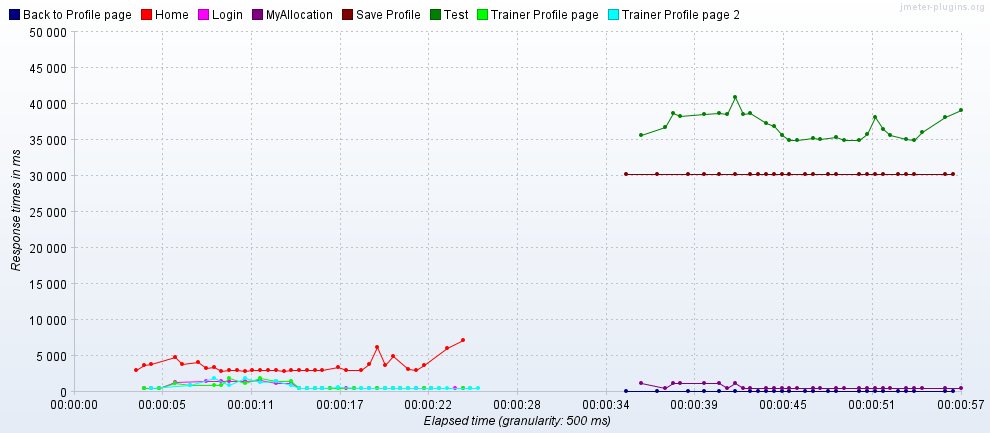 jmeter-plugins.org
Back to Profile page Home Login MyAllocation Save Profile Test Trainer Profile page Trainer Profile page 2
50 000
45 000
40 000
35 000
30 000
25 000
20 000
15 000
10 000
5 000
0
Response times in ms
00:00:00 00:00:05 00:00:11 00:00:17 00:00:22 00:00:28 00:00:34 00:00:39 00:00:45 00:00:51 00:00:57
Elapsed time (granularity: 500 ms)